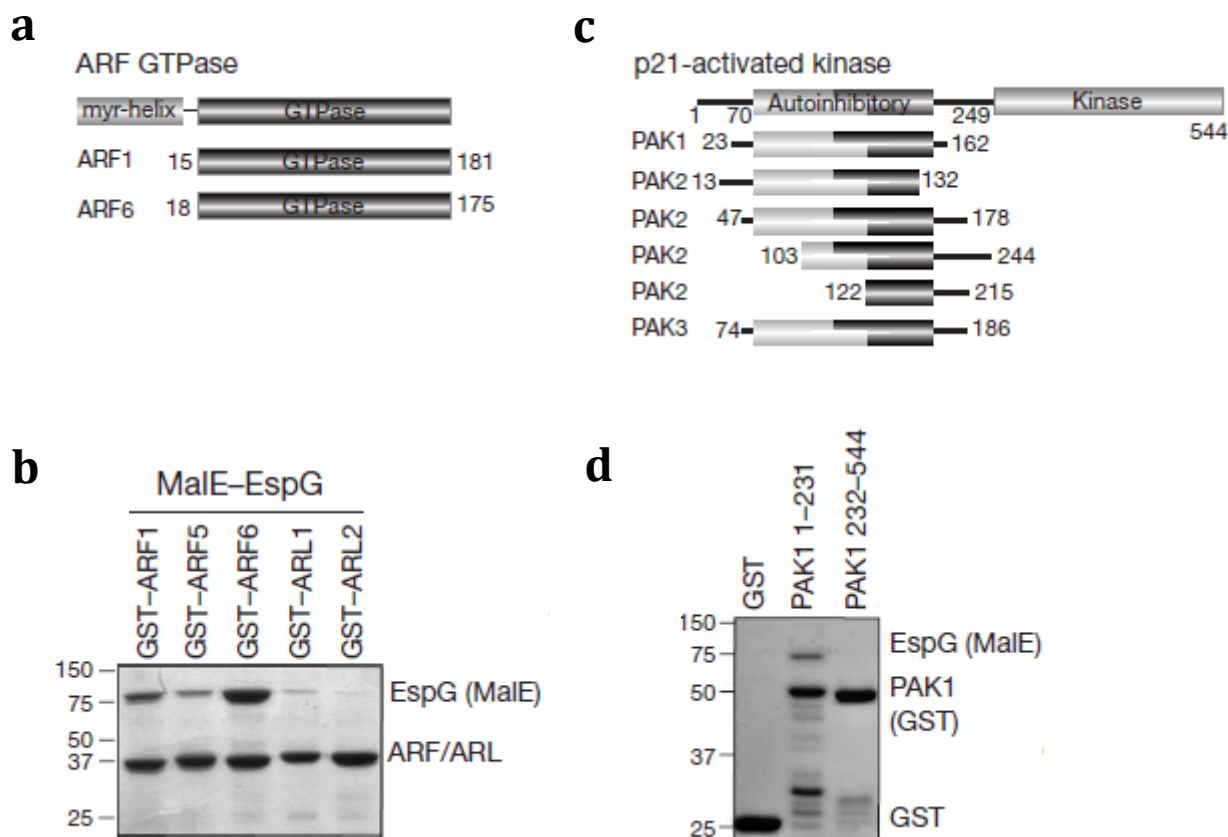 a
ARF GTPase
myr-helix GTPase
ARF1 15 GTPase 181
ARF6 18 GTPase 175
c
p21-activated kinase
Autoinhibitory Kinase
1 70 249 544
PAK1 23 162
PAK2 13 132
PAK2 47 178
PAK2 103 244
PAK2 122 215
PAK3 74 186
b
MalE–EspG
GST–ARF1 GST–ARF5 GST–ARF6 GST–ARL1 GST–ARL2
150
75 EspG (MalE)
50
37 ARF/ARL
25
d
GST PAK1 1–231 PAK1 232–544
150 EspG (MalE)
75
50 PAK1
(GST)
37
25 GST